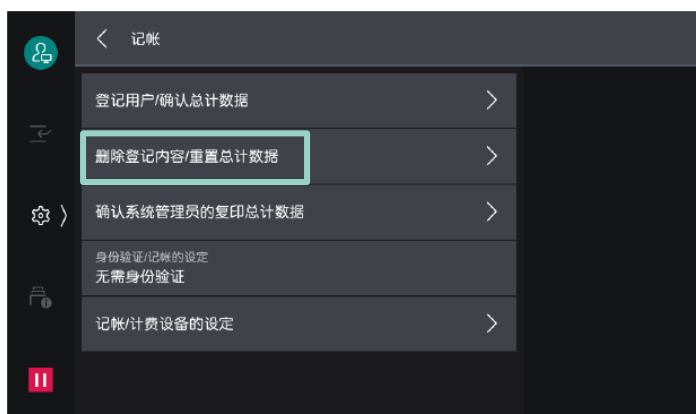 记帐
登记用户/确认总计数据
删除登记内容/重置总计数据
确认系统管理员的复印总计数据
身份验证/记帐的设定
无需身份验证
记帐/计费设备的设定